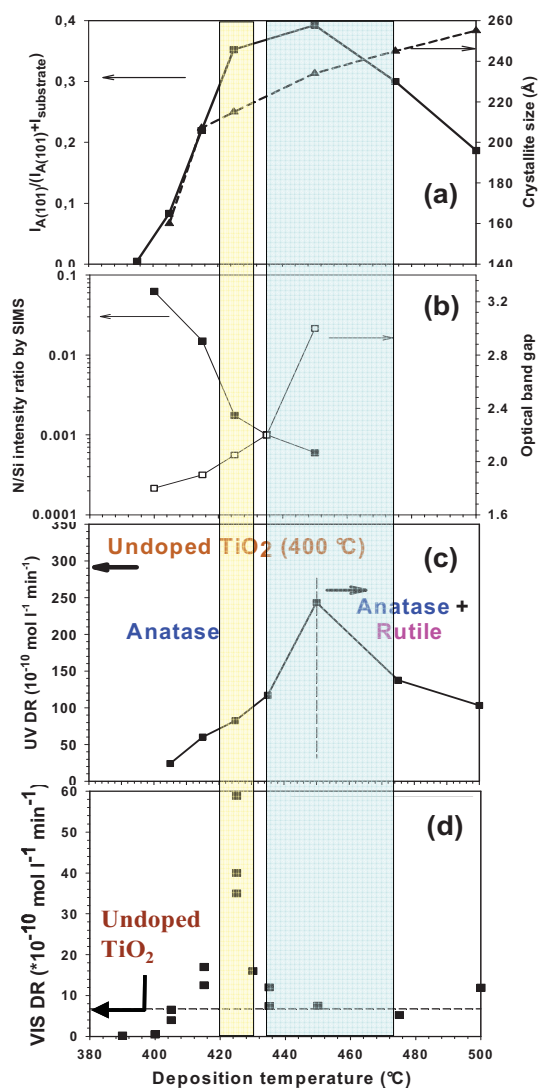 I_A(101)/(I_A(101)+I_substrate)
0,4
0,3
0,2
0,1
0,0
260
240
220
200
180
160
140
Crystallite size (Å)
(a)
N/Si intensity ratio by SIMS
0.1
0.01
0.001
0.0001
3.2
2.8
2.4
2.0
1.6
Optical band gap
(b)
UV DR (10⁻¹⁰ mol l⁻¹ min⁻¹)
350
300
250
200
150
100
50
0
Undoped TiO₂ (400 °C)
(c)
Anatase
Anatase +
Rutile
VIS DR (*10⁻¹⁰ mol l⁻¹ min⁻¹)
60
50
40
30
20
10
0
(d)
Undoped
TiO₂
380 400 420 440 460 480 500
Deposition temperature (°C)